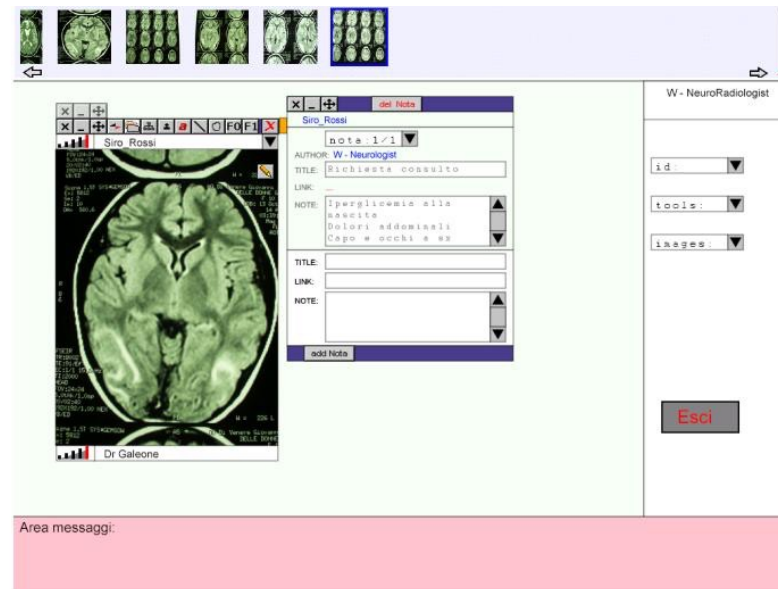 W - NeuroRadiologist
del Nota
Siro_Rossi
nota:1/1
AUTHOR: W - Neurologist
TITLE: Richiesta consulto
LINK: ...
NOTE: Iperglicemia alla
nascita
Dolori addominali
Capo e occhi a sx
TITLE:
LINK:
NOTE:
add Nota
F0 F1 X
Siro_Rossi
FSEIR
HEAD
Dr Galeone
id:
tools:
images:
Esci
Area messaggi: